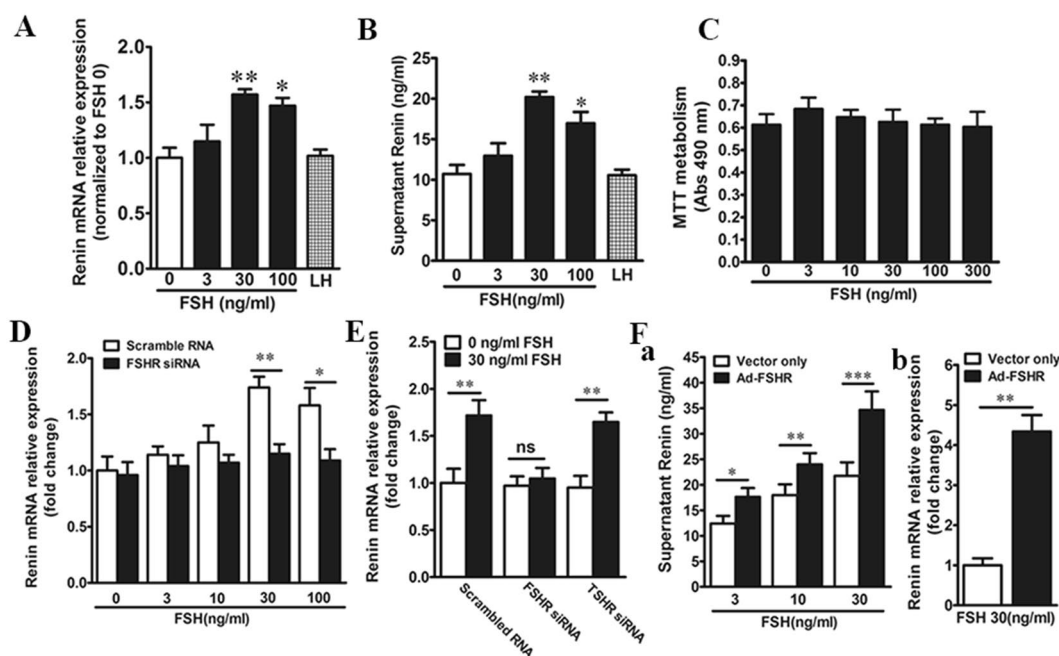 A
Renin mRNA relative expression
(normalized to FSH 0)
2.0
1.5
1.0
0.5
0.0
**
*
0 3 30 100 LH
FSH (ng/ml)
B
Supernatant Renin (ng/ml)
25
20
15
10
5
0
**
*
0 3 30 100 LH
FSH(ng/ml)
C
MTT metabolism
(Abs 490 nm)
0.9
0.8
0.7
0.6
0.5
0.4
0.3
0.2
0.1
0.0
0 3 10 30 100 300
FSH (ng/ml)
D
Renin mRNA relative expression
(fold change)
2.0
1.5
1.0
0.5
0.0
Scramble RNA
FSHR siRNA
**
*
0 3 10 30 100
FSH(ng/ml)
E
Renin mRNA relative expression
(fold change)
2.0
1.5
1.0
0.5
0.0
0 ng/ml FSH
30 ng/ml FSH
**
ns
**
Scrambled RNA
FSHR siRNA
TSHR siRNA
F
a
Supernatant Renin (ng/ml)
45
40
35
30
25
20
15
10
5
0
Vector only
Ad-FSHR
*
**
***
3 10 30
FSH(ng/ml)
b
Renin mRNA relative expression
(fold change)
6
5
4
3
2
1
0
Vector only
Ad-FSHR
**
FSH 30(ng/ml)